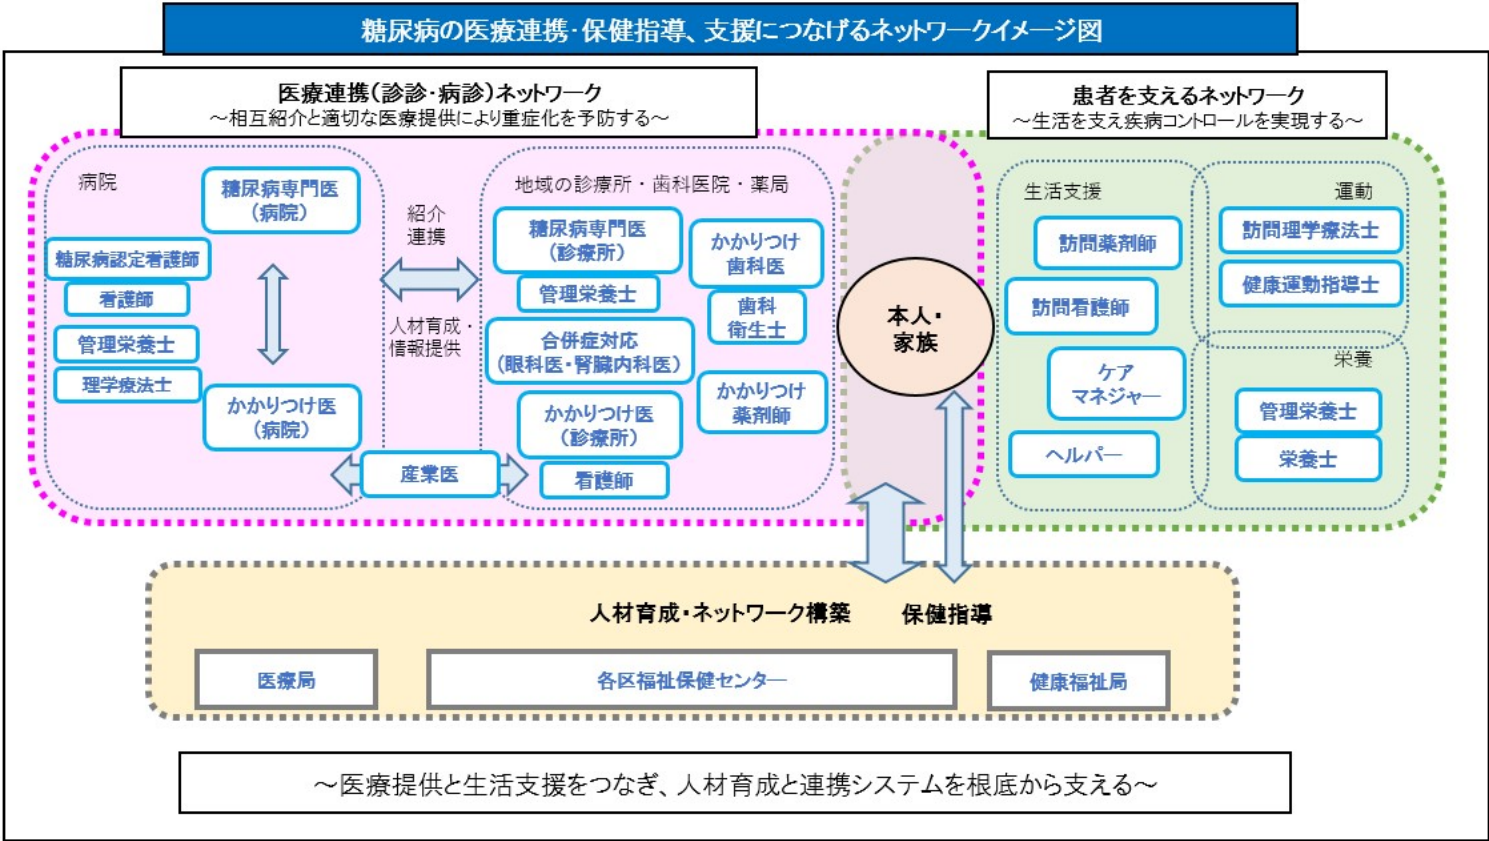 糖尿病の医療連携・保健指導、支援につなげるネットワークイメージ図
医療連携(診診・病診)ネットワーク
～相互紹介と適切な医療提供により重症化を予防する～
患者を支えるネットワーク
～生活を支え疾病コントロールを実現する～
病院
糖尿病専門医
(病院)
糖尿病認定看護師
看護師
管理栄養士
理学療法士
かかりつけ医
(病院)
紹介
連携
人材育成・
情報提供
産業医
地域の診療所・歯科医院・薬局
糖尿病専門医
(診療所)
管理栄養士
合併症対応
(眼科医・腎臓内科医)
かかりつけ医
(診療所)
看護師
かかりつけ
歯科医
歯科
衛生士
かかりつけ
薬剤師
本人・
家族
生活支援
訪問薬剤師
訪問看護師
ケア
マネジャー
ヘルパー
運動
訪問理学療法士
健康運動指導士
栄養
管理栄養士
栄養士
人材育成・ネットワーク構築
保健指導
医療局
各区福祉保健センター
健康福祉局
～医療提供と生活支援をつなぎ、人材育成と連携システムを根底から支える～